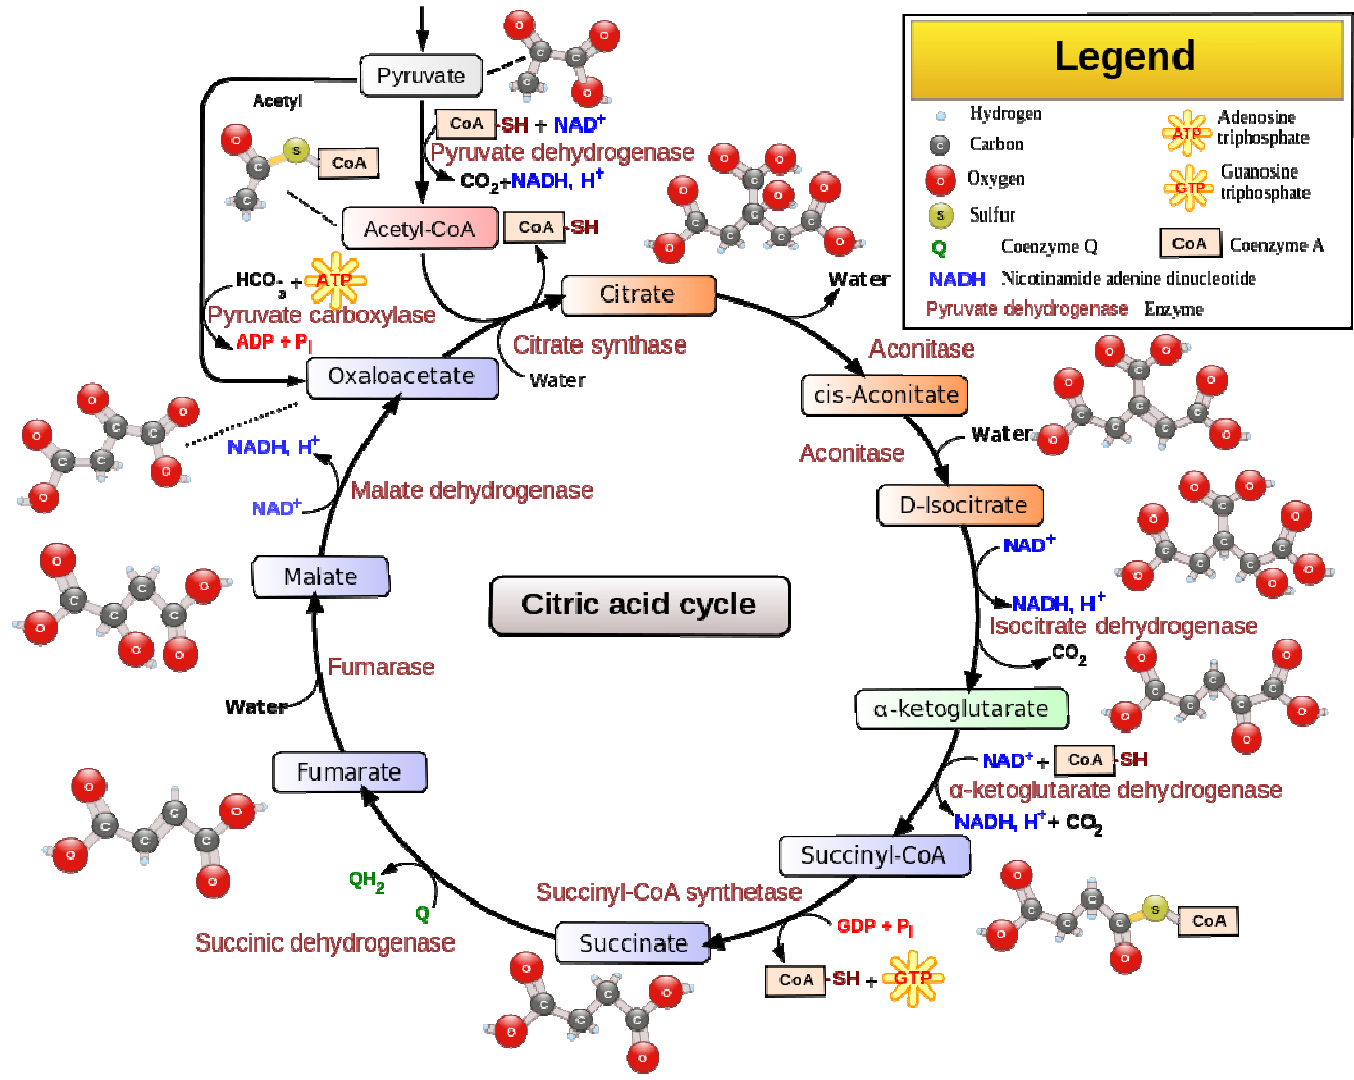 Legend
Hydrogen
Carbon
Oxygen
Sulfur
Q Coenzyme Q
NADH Nicotinamide adenine dinucleotide
Pyruvate dehydrogenase Enzyme
ATP Adenosine
triphosphate
GTP Guanosine
triphosphate
CoA Coenzyme A
Pyruvate
Acetyl
CoA-SH + NAD+
Pyruvate dehydrogenase
CO2+NADH, H+
S CoA
Acetyl-CoA
CoA-SH
HCO3- + ATP
Pyruvate carboxylase
ADP + Pi
Citrate
Water
Citrate synthase
Water
Oxaloacetate
Aconitase
cis-Aconitate
Water
Aconitase
D-Isocitrate
NAD+
NADH, H+
Isocitrate dehydrogenase
CO2
α-ketoglutarate
NAD+ + CoA-SH
α-ketoglutarate dehydrogenase
NADH, H+ + CO2
Succinyl-CoA
S CoA
Succinyl-CoA synthetase
GDP + Pi
CoA-SH + GTP
Succinate
QH2
Q
Succinic dehydrogenase
Fumarate
Water
Fumarase
Malate
NAD+
Malate dehydrogenase
NADH, H+
Citric acid cycle